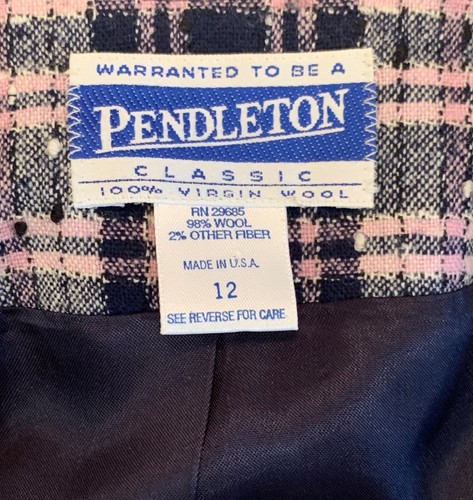 WARRANTED TO BE A
PENDLETON
CLASSIC
100% VIRGIN WOOL
RN 29685
98% WOOL
2% OTHER FIBER
MADE IN U.S.A.
12
SEE REVERSE FOR CARE